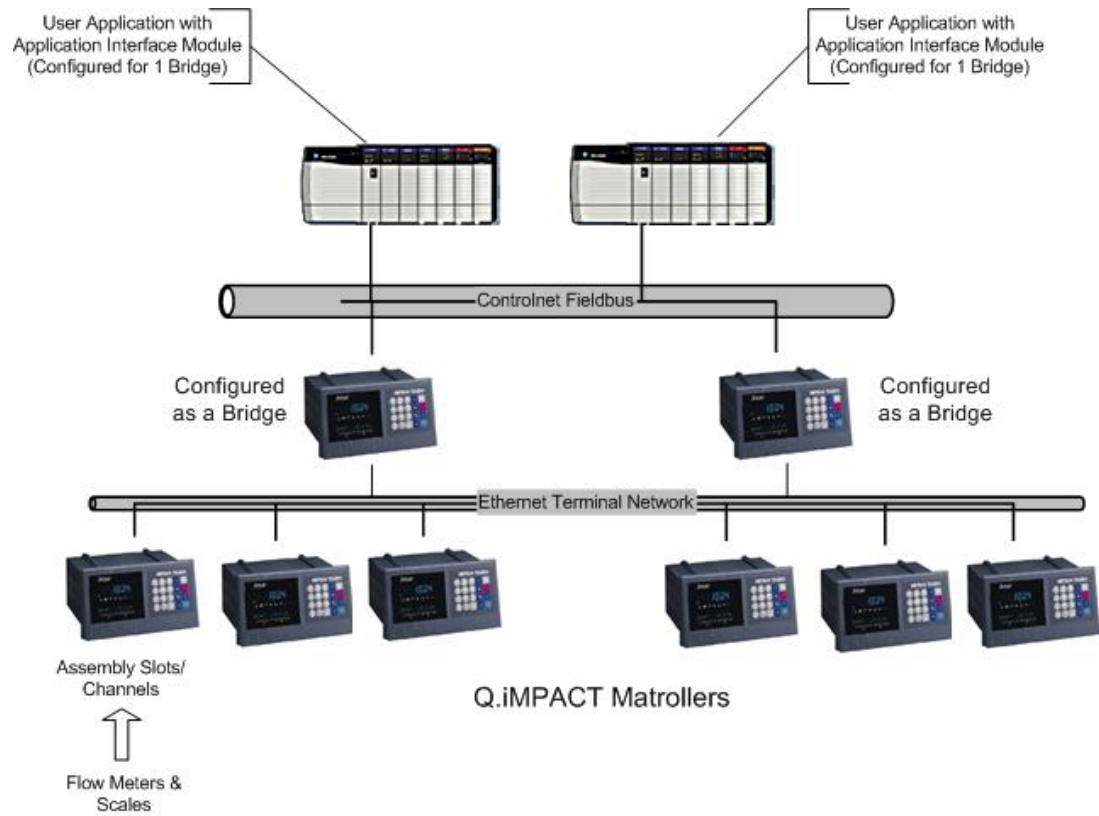 User Application with
Application Interface Module
(Configured for 1 Bridge)
User Application with
Application Interface Module
(Configured for 1 Bridge)
Controlnet Fieldbus
Configured
as a Bridge
Configured
as a Bridge
Ethernet Terminal Network
Assembly Slots/
Channels
Q.iMPACT Matrollers
Flow Meters &
Scales